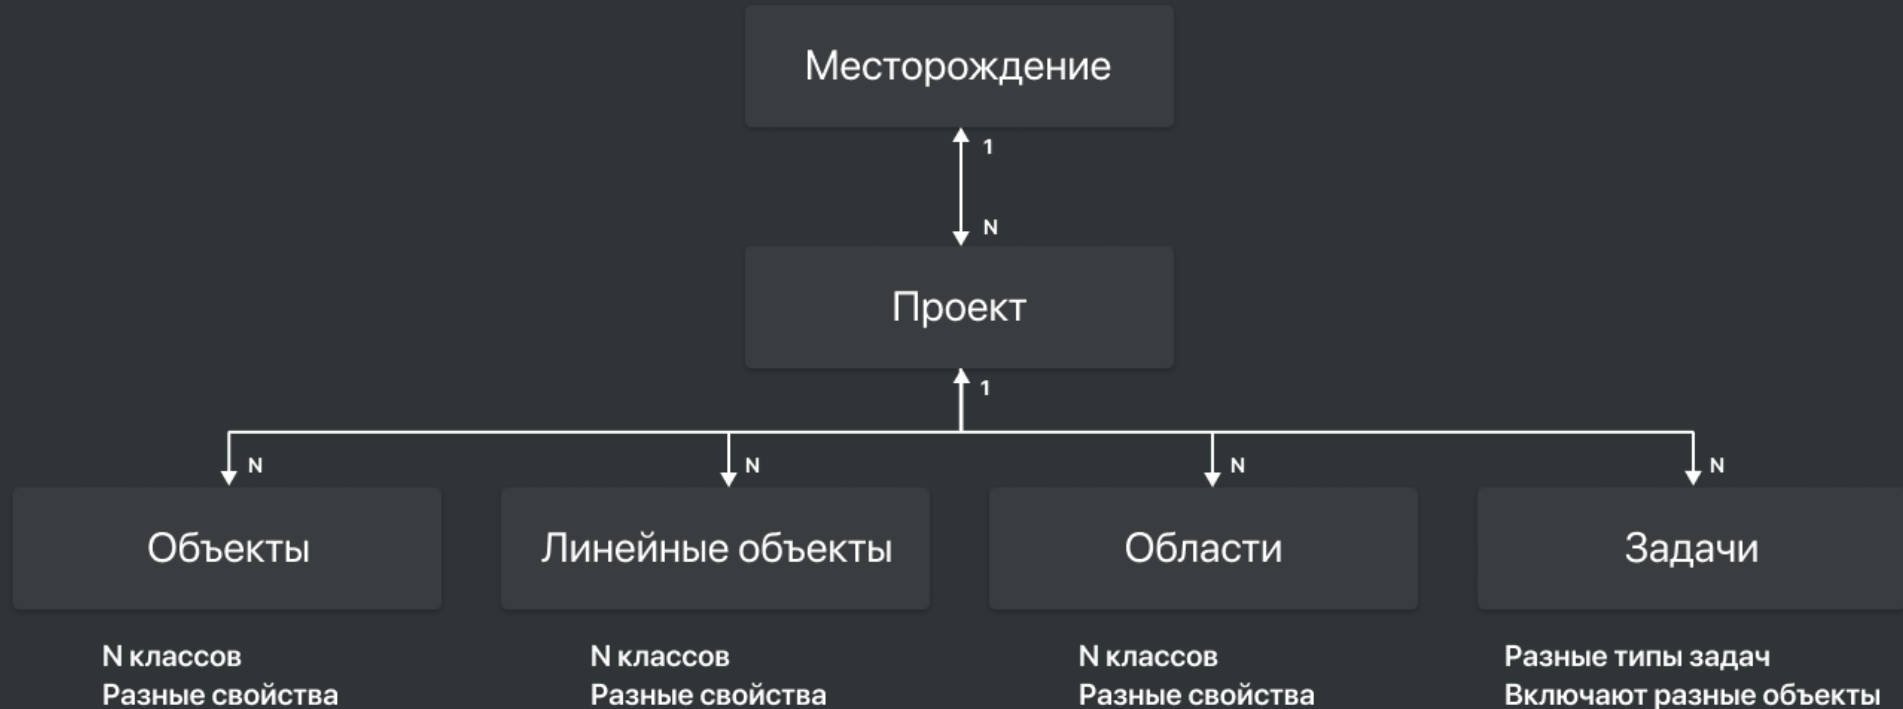 Месторождение
1
N
Проект
1
N
N
N
N
Объекты
Линейные объекты
Области
Задачи
N классов
Разные свойства
N классов
Разные свойства
N классов
Разные свойства
Разные типы задач
Включают разные объекты